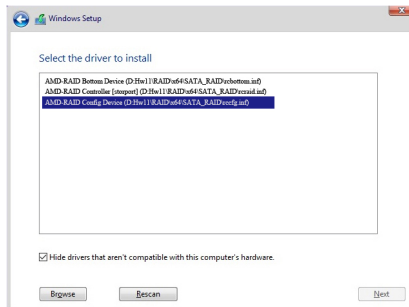 Windows Setup
Select the driver to install
AMD-RAID Bottom Device (D:\Hw11\RAID\x64\SATA_RAID\rcbottom.inf)
AMD-RAID Controller [storport] (D:\Hw11\RAID\x64\SATA_RAID\rcraid.inf)
AMD-RAID Config Device (D:\Hw11\RAID\x64\SATA_RAID\rccfg.inf)
Hide drivers that aren't compatible with this computer's hardware.
Browse
Rescan
Next